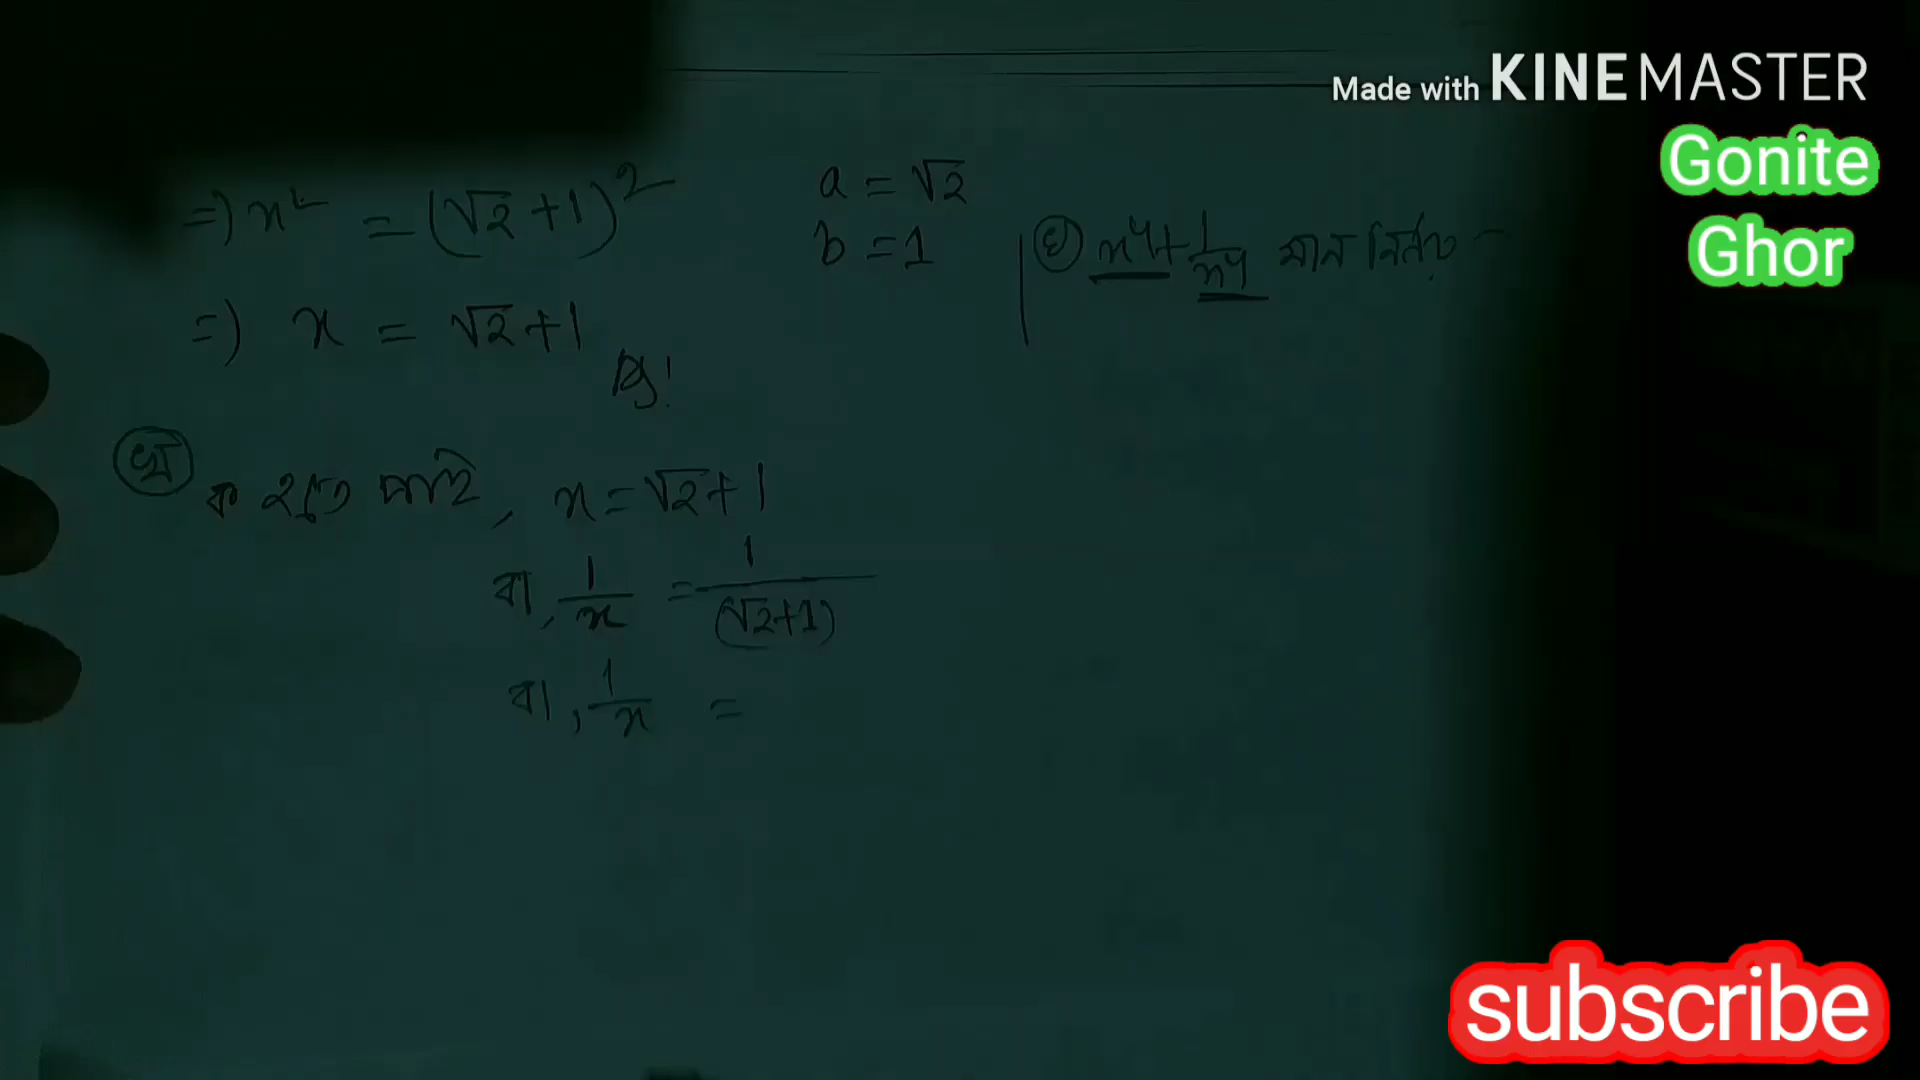 Made with KINEMASTER
Gonite
Ghor
=) x² = (√2+1)²
a = √2
b = 1
x⁴+1/x⁴ মান নির্ণয়
=) x = √2+1
খ
ক হতে পাই, x = √2+1
বা, 1/x = 1/(√2+1)
বা, 1/x =
subscribe